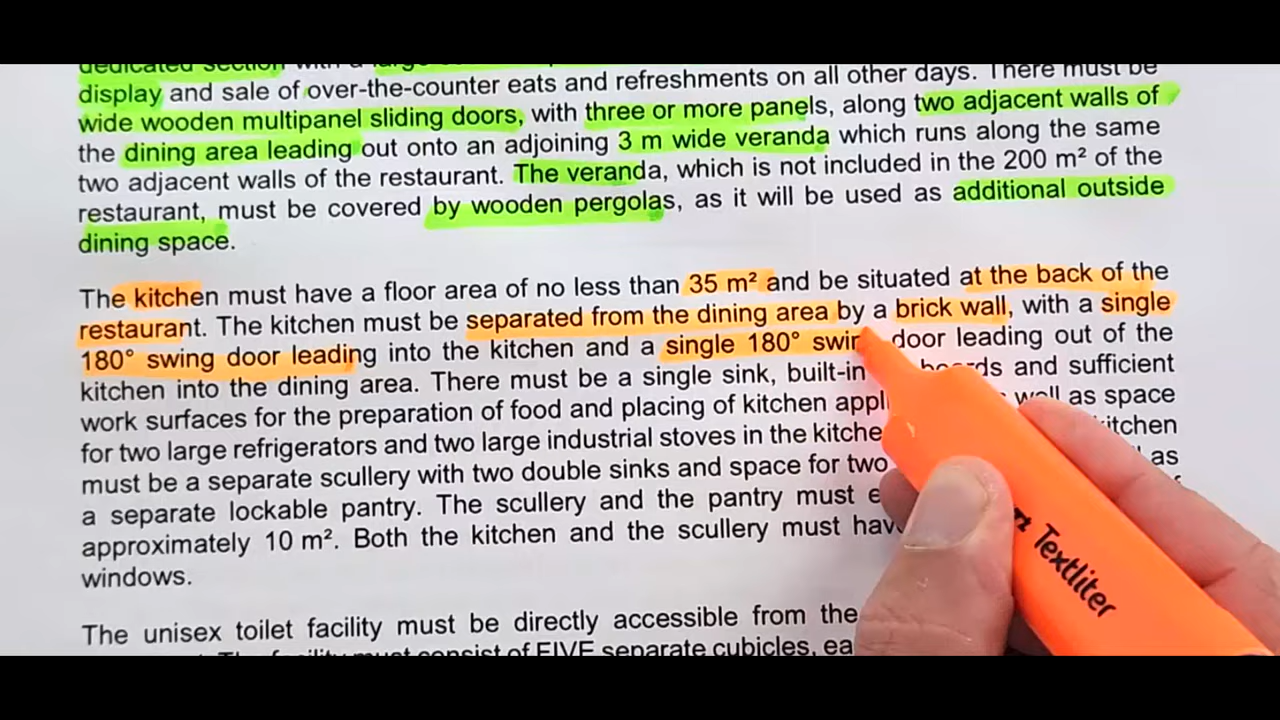 dedicated section with a
display and sale of over-the-counter eats and refreshments on all other days. There must be
wide wooden multipanel sliding doors, with three or more panels, along two adjacent walls of
the dining area leading out onto an adjoining 3 m wide veranda which runs along the same
two adjacent walls of the restaurant. The veranda, which is not included in the 200 m² of the
restaurant, must be covered by wooden pergolas, as it will be used as additional outside
dining space.
The kitchen must have a floor area of no less than 35 m² and be situated at the back of the
restaurant. The kitchen must be separated from the dining area by a brick wall, with a single
180° swing door leading into the kitchen and a single 180° swin door leading out of the
kitchen into the dining area. There must be a single sink, built-in and sufficient
work surfaces for the preparation of food and placing of kitchen appl well as space
for two large refrigerators and two large industrial stoves in the kitche itchen
must be a separate scullery with two double sinks and space for two as
a separate lockable pantry. The scullery and the pantry must e
approximately 10 m². Both the kitchen and the scullery must hav
windows.
The unisex toilet facility must be directly accessible from the
must consist of FIVE separate cubicles, ea
Textliter